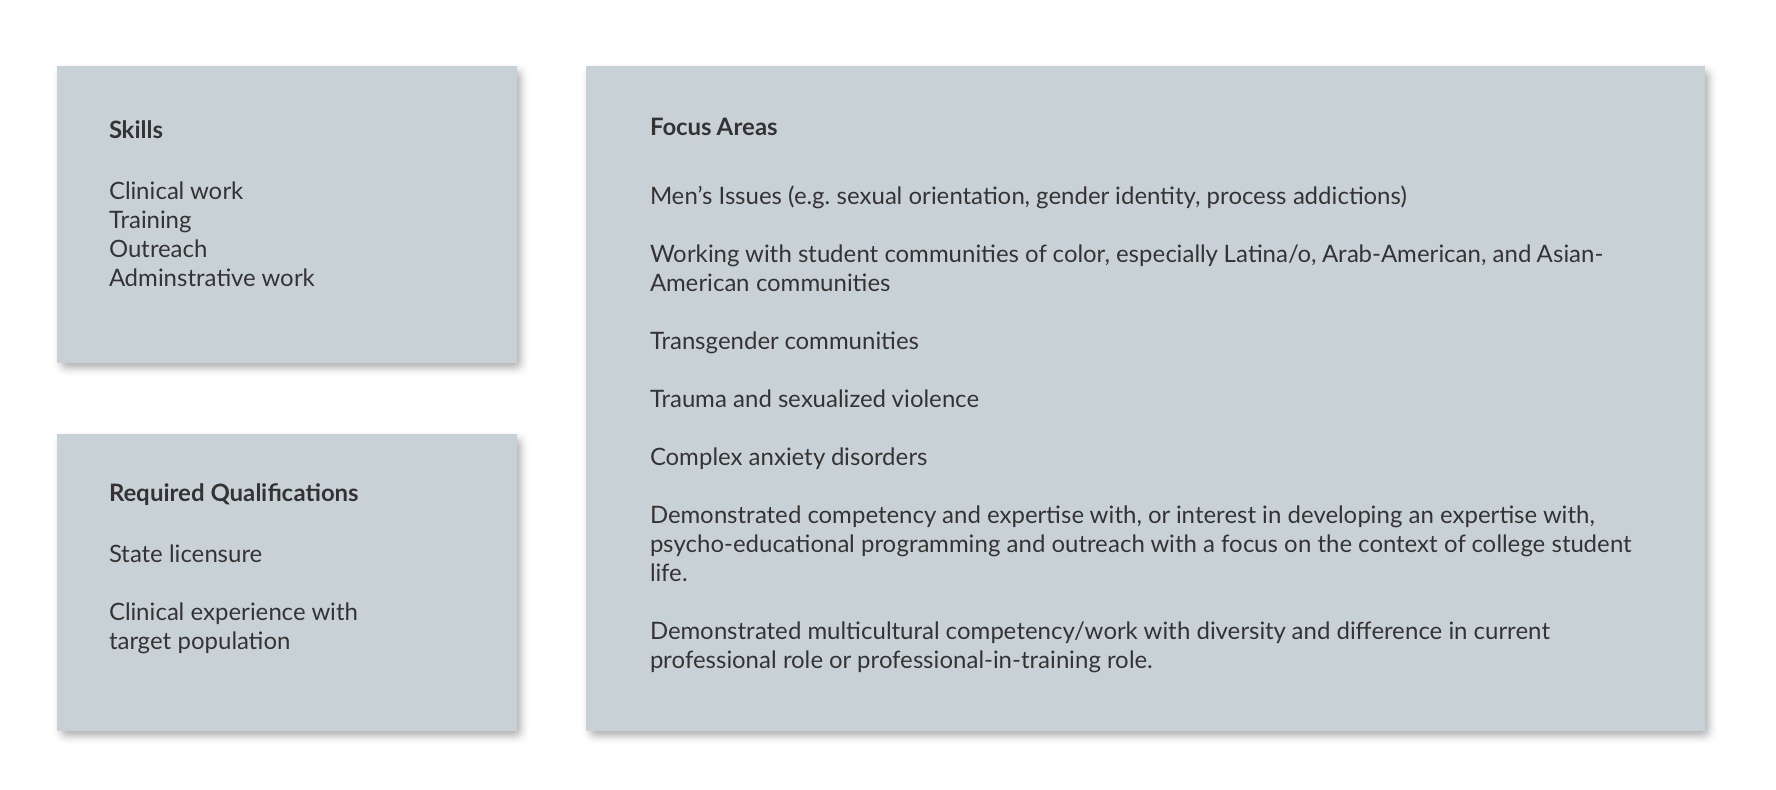 Skills
Clinical work
Training
Outreach
Adminstrative work
Required Qualifications
State licensure
Clinical experience with
target population
Focus Areas
Men’s Issues (e.g. sexual orientation, gender identity, process addictions)
Working with student communities of color, especially Latina/o, Arab-American, and Asian-
American communities
Transgender communities
Trauma and sexualized violence
Complex anxiety disorders
Demonstrated competency and expertise with, or interest in developing an expertise with,
psycho-educational programming and outreach with a focus on the context of college student
life.
Demonstrated multicultural competency/work with diversity and difference in current
professional role or professional-in-training role.